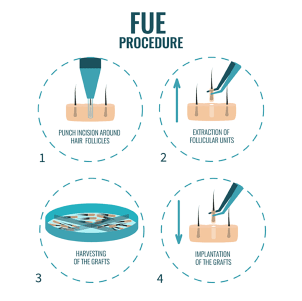 FUE
PROCEDURE
PUNCH INCISION AROUND
HAIR FOLLICLES
1
EXTRACTION OF
FOLLICULAR UNITS
2
HARVESTING
OF THE GRAFTS
3
IMPLANTATION
OF THE GRAFTS
4